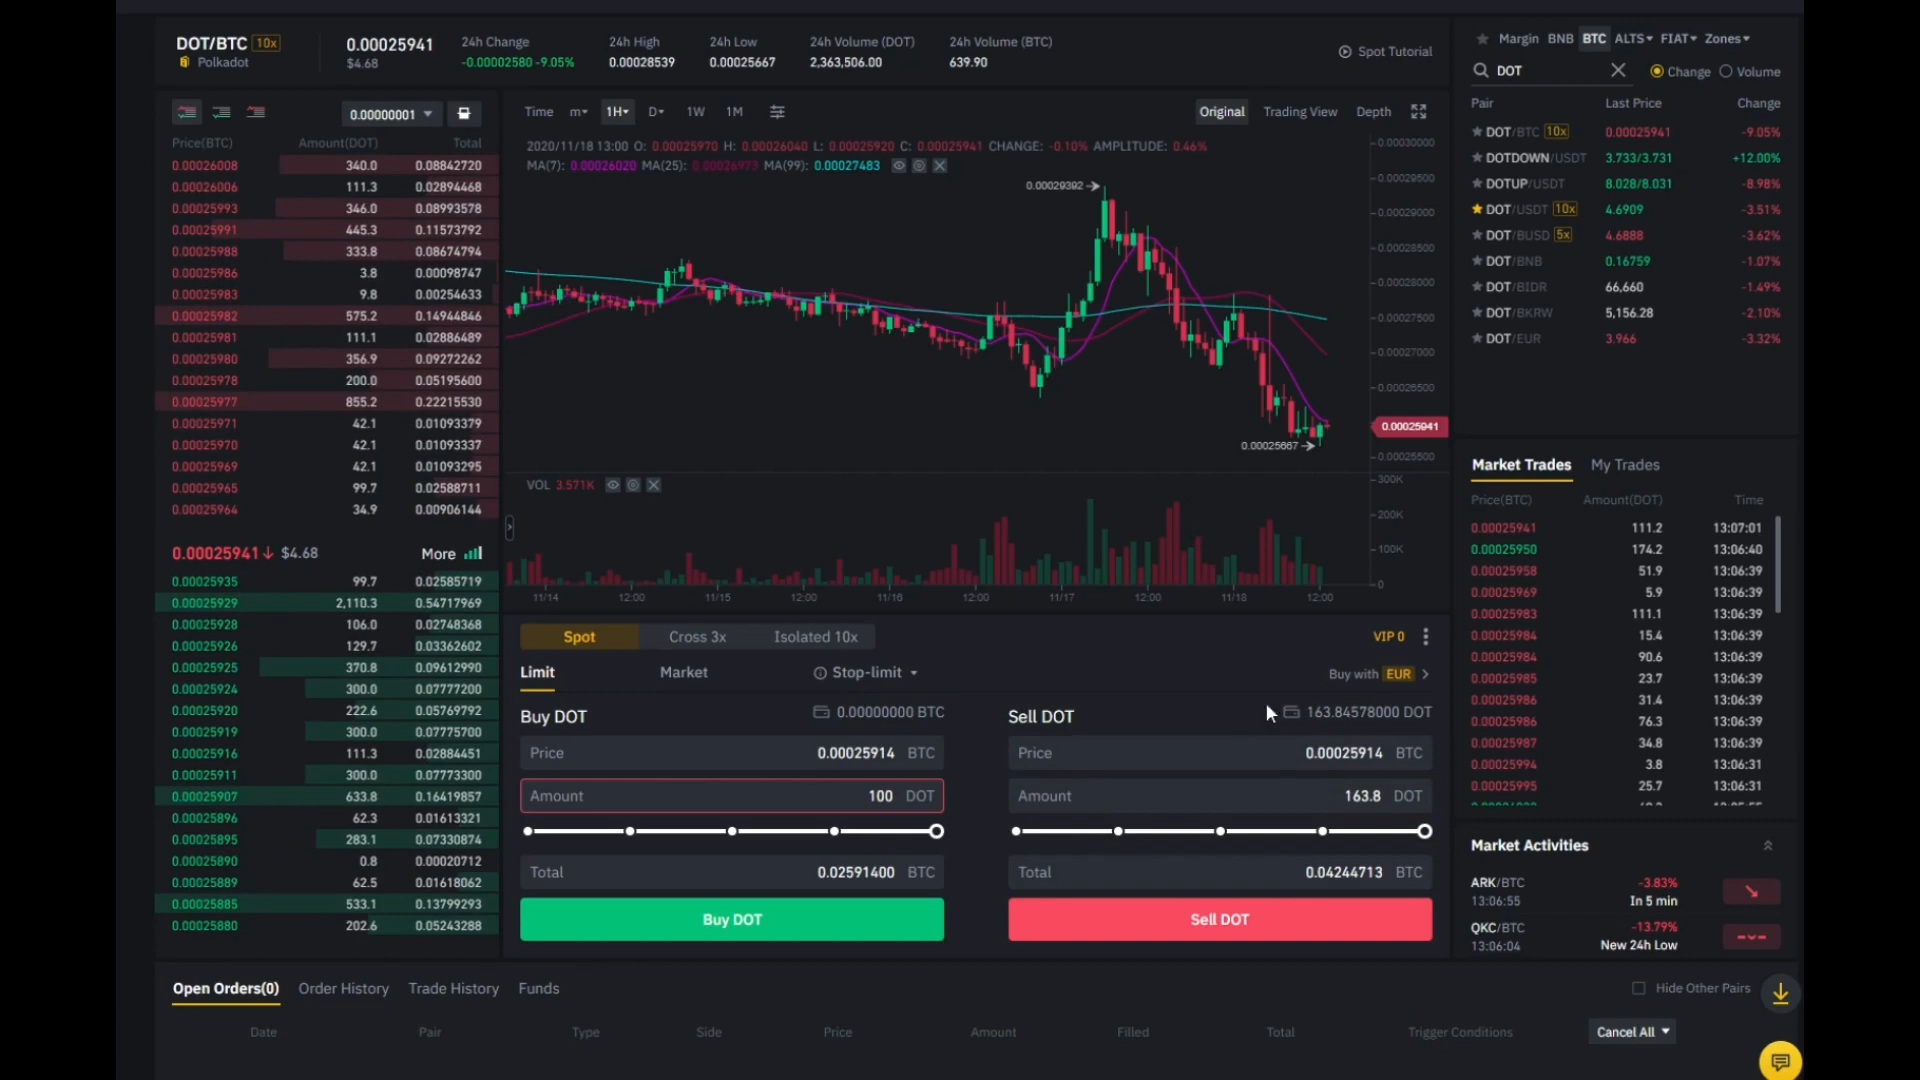 DOT/BTC 10x
Polkadot
0.00025941
$4.68
24h Change
-0.00002580 -9.05%
24h High
0.00028539
24h Low
0.00025667
24h Volume (DOT)
2,363,506.00
24h Volume (BTC)
639.90
Spot Tutorial
0.00000001
Price(BTC) Amount(DOT) Total
0.00026008 340.0 0.08842720
0.00026006 111.3 0.02894468
0.00025993 346.0 0.08993578
0.00025991 445.3 0.11573792
0.00025988 333.8 0.08674794
0.00025986 3.8 0.00098747
0.00025983 9.8 0.00254633
0.00025982 575.2 0.14944846
0.00025981 111.1 0.02886489
0.00025980 356.9 0.09272262
0.00025978 200.0 0.05195600
0.00025977 855.2 0.22215530
0.00025971 42.1 0.01093379
0.00025970 42.1 0.01093337
0.00025969 42.1 0.01093295
0.00025965 99.7 0.02588711
0.00025964 34.9 0.00906144
0.00025941↓ $4.68 More
0.00025935 99.7 0.02585719
0.00025929 2,110.3 0.54717969
0.00025928 106.0 0.02748368
0.00025926 129.7 0.03362602
0.00025925 370.8 0.09612990
0.00025924 300.0 0.07777200
0.00025920 222.6 0.05769792
0.00025919 300.0 0.07775700
0.00025916 111.3 0.02884451
0.00025911 300.0 0.07773300
0.00025907 633.8 0.16419857
0.00025896 62.3 0.01613321
0.00025895 283.1 0.07330874
0.00025890 0.8 0.00020712
0.00025889 62.5 0.01618062
0.00025885 533.1 0.13799293
0.00025880 202.6 0.05243288
Time m 1H D 1W 1M
Original Trading View Depth
2020/11/18 13:00 O: 0.00025970 H: 0.00026040 L: 0.00025920 C: 0.00025941 CHANGE: -0.10% AMPLITUDE: 0.46%
MA(7): 0.00026020 MA(25): 0.00026973 MA(99): 0.00027483
0.00029392
0.00025667
0.00030000
0.00029500
0.00029000
0.00028500
0.00028000
0.00027500
0.00027000
0.00026500
0.00025941
0.00025500
VOL 3.571K
300K
200K
100K
0
11/14 12:00 11/15 12:00 11/16 12:00 11/17 12:00 11/18 12:00
Spot Cross 3x Isolated 10x
VIP 0
Limit Market Stop-limit
Buy with EUR
Buy DOT 0.00000000 BTC
Price 0.00025914 BTC
Amount 100 DOT
Total 0.02591400 BTC
Buy DOT
Sell DOT 163.84578000 DOT
Price 0.00025914 BTC
Amount 163.8 DOT
Total 0.04244713 BTC
Sell DOT
Margin BNB BTC ALTS FIAT Zones
DOT
Change Volume
Pair Last Price Change
DOT/BTC 10x 0.00025941 -9.05%
DOTDOWN/USDT 3.733/3.731 +12.00%
DOTUP/USDT 8.028/8.031 -8.98%
DOT/USDT 10x 4.6909 -3.51%
DOT/BUSD 5x 4.6888 -3.62%
DOT/BNB 0.16759 -1.07%
DOT/BIDR 66,660 -1.49%
DOT/BKRW 5,156.28 -2.10%
DOT/EUR 3.966 -3.32%
Market Trades My Trades
Price(BTC) Amount(DOT) Time
0.00025941 111.2 13:07:01
0.00025950 174.2 13:06:40
0.00025958 51.9 13:06:39
0.00025969 5.9 13:06:39
0.00025983 111.1 13:06:39
0.00025984 15.4 13:06:39
0.00025984 90.6 13:06:39
0.00025985 23.7 13:06:39
0.00025986 31.4 13:06:39
0.00025986 76.3 13:06:39
0.00025987 34.8 13:06:39
0.00025994 3.8 13:06:31
0.00025995 25.7 13:06:31
Market Activities
ARK/BTC -3.83%
13:06:55 In 5 min
QKC/BTC -13.79%
13:06:04 New 24h Low
Open Orders(0) Order History Trade History Funds
Hide Other Pairs
Date Pair Type Side Price Amount Filled Total Trigger Conditions Cancel All